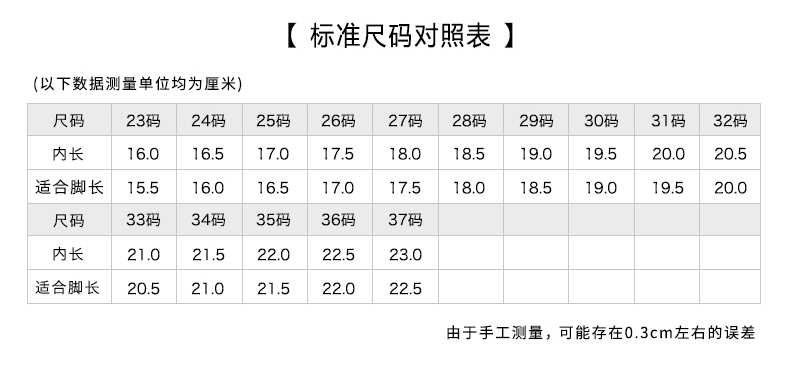 【 标准尺码对照表 】
(以下数据测量单位均为厘米)
尺码 23码 24码 25码 26码 27码 28码 29码 30码 31码 32码
内长 16.0 16.5 17.0 17.5 18.0 18.5 19.0 19.5 20.0 20.5
适合脚长 15.5 16.0 16.5 17.0 17.5 18.0 18.5 19.0 19.5 20.0
尺码 33码 34码 35码 36码 37码
内长 21.0 21.5 22.0 22.5 23.0
适合脚长 20.5 21.0 21.5 22.0 22.5
由于手工测量，可能存在0.3cm左右的误差